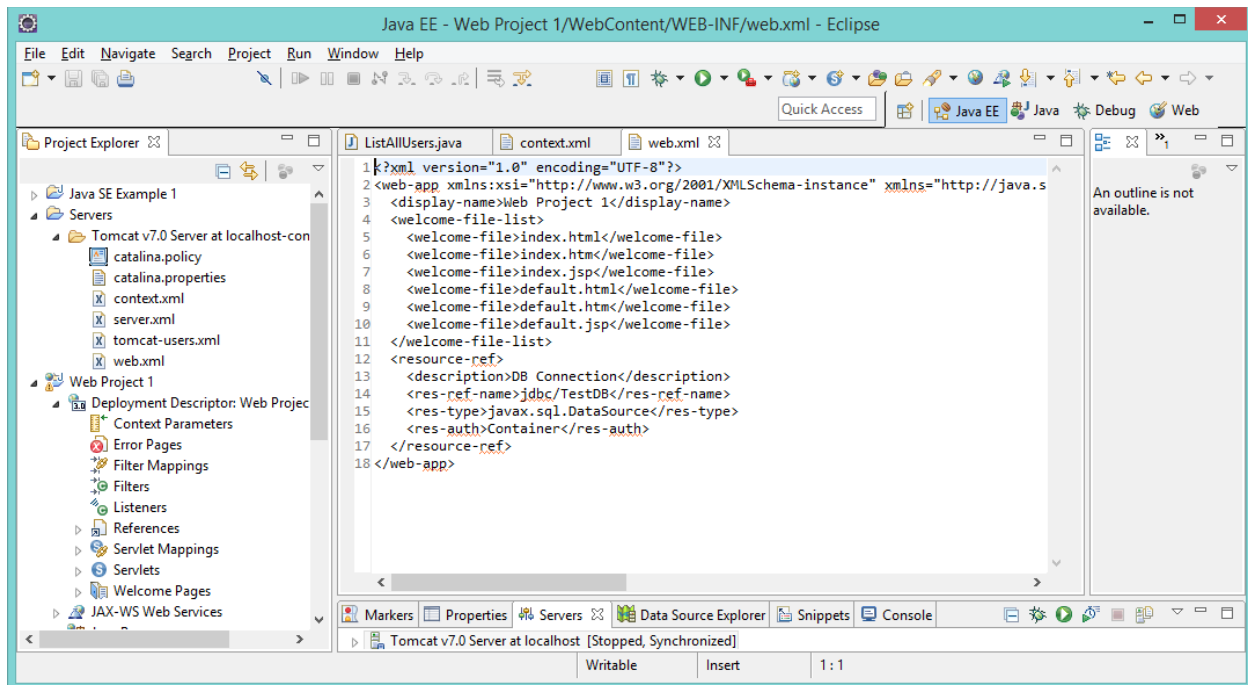 Java EE - Web Project 1/WebContent/WEB-INF/web.xml - Eclipse
File Edit Navigate Search Project Run Window Help
Quick Access Java EE Java Debug Web
Project Explorer
Java SE Example 1
Servers
Tomcat v7.0 Server at localhost-con
catalina.policy
catalina.properties
context.xml
server.xml
tomcat-users.xml
web.xml
Web Project 1
Deployment Descriptor: Web Projec
Context Parameters
Error Pages
Filter Mappings
Filters
Listeners
References
Servlet Mappings
Servlets
Welcome Pages
JAX-WS Web Services
ListAllUsers.java context.xml web.xml
1 <?xml version="1.0" encoding="UTF-8"?>
2 <web-app xmlns:xsi="http://www.w3.org/2001/XMLSchema-instance" xmlns="http://java.s
3 <display-name>Web Project 1</display-name>
4 <welcome-file-list>
5 <welcome-file>index.html</welcome-file>
6 <welcome-file>index.htm</welcome-file>
7 <welcome-file>index.jsp</welcome-file>
8 <welcome-file>default.html</welcome-file>
9 <welcome-file>default.htm</welcome-file>
10 <welcome-file>default.jsp</welcome-file>
11 </welcome-file-list>
12 <resource-ref>
13 <description>DB Connection</description>
14 <res-ref-name>jdbc/TestDB</res-ref-name>
15 <res-type>javax.sql.DataSource</res-type>
16 <res-auth>Container</res-auth>
17 </resource-ref>
18 </web-app>
»1
An outline is not
available.
Markers Properties Servers Data Source Explorer Snippets Console
Tomcat v7.0 Server at localhost [Stopped, Synchronized]
Writable Insert 1 : 1